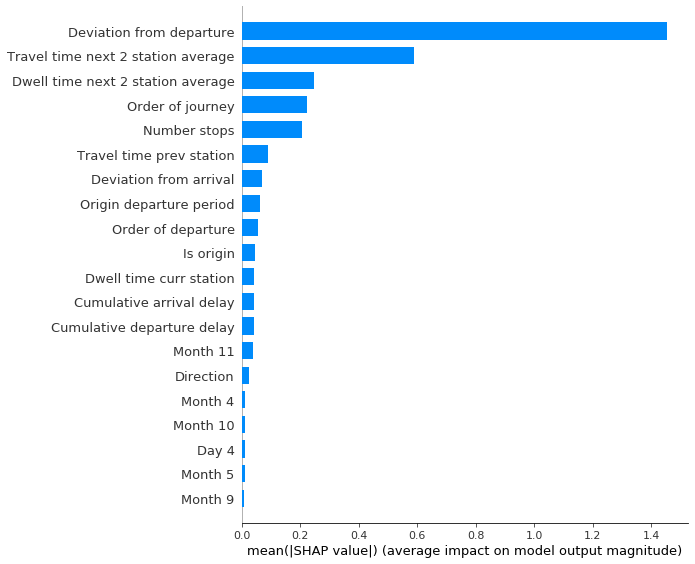 Deviation from departure
Travel time next 2 station average
Dwell time next 2 station average
Order of journey
Number stops
Travel time prev station
Deviation from arrival
Origin departure period
Order of departure
Is origin
Dwell time curr station
Cumulative arrival delay
Cumulative departure delay
Month 11
Direction
Month 4
Month 10
Day 4
Month 5
Month 9
0.0 0.2 0.4 0.6 0.8 1.0 1.2 1.4
mean(|SHAP value|) (average impact on model output magnitude)